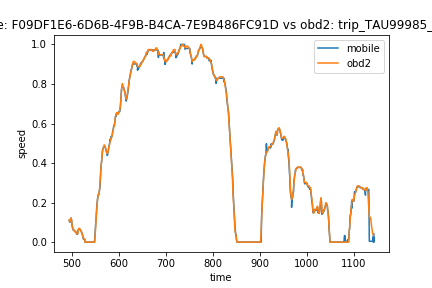 e: F09DF1E6-6D6B-4F9B-B4CA-7E9B486FC91D vs obd2: trip_TAU99985_
mobile
obd2
1.0
0.8
0.6
0.4
0.2
0.0
speed
500 600 700 800 900 1000 1100
time